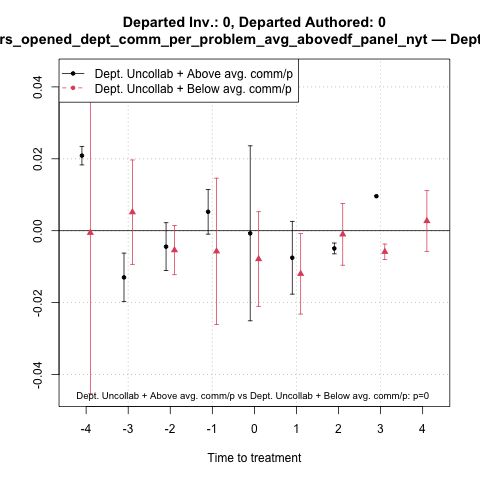 Departed Inv.: 0, Departed Authored: 0
rs_opened_dept_comm_per_problem_avg_abovedf_panel_nyt — Dept
Dept. Uncollab + Above avg. comm/p
Dept. Uncollab + Below avg. comm/p
0.04
0.02
0.00
-0.02
-0.04
Dept. Uncollab + Above avg. comm/p vs Dept. Uncollab + Below avg. comm/p: p=0
-4 -3 -2 -1 0 1 2 3 4
Time to treatment